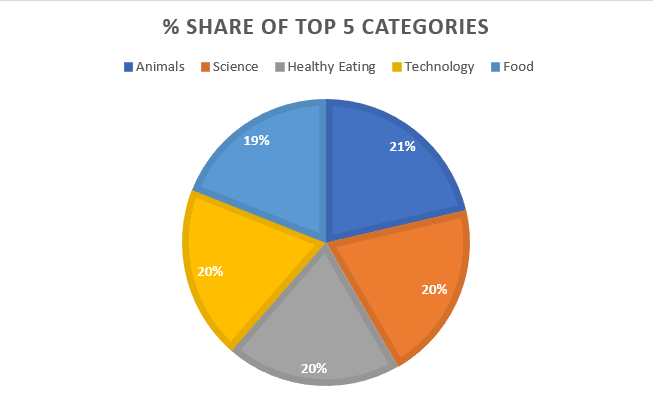 % SHARE OF TOP 5 CATEGORIES
Animals Science Healthy Eating Technology Food
19%
21%
20%
20%
20%